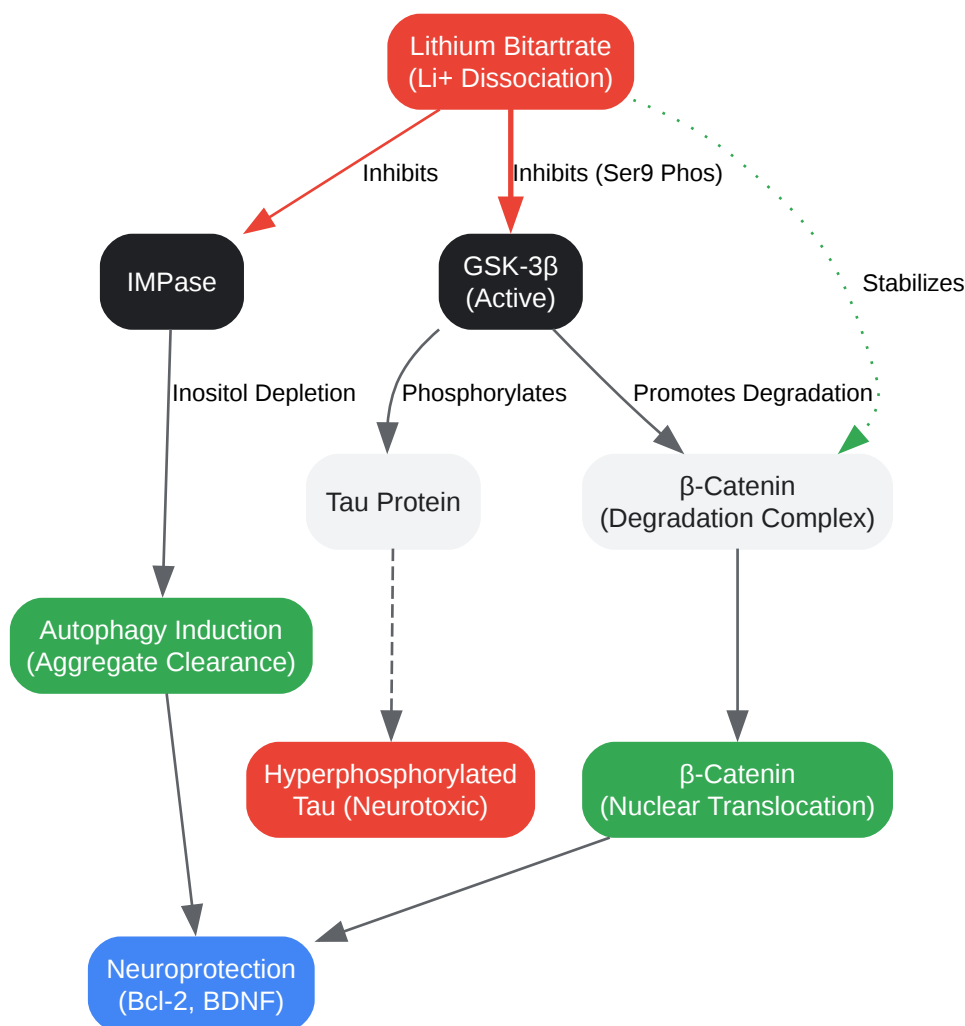 Lithium Bitartrate
(Li+ Dissociation)
Inhibits
Inhibits (Ser9 Phos)
IMPase
GSK-3β
(Active)
Stabilizes
Inositol Depletion
Phosphorylates
Promotes Degradation
Tau Protein
β-Catenin
(Degradation Complex)
Autophagy Induction
(Aggregate Clearance)
Hyperphosphorylated
Tau (Neurotoxic)
β-Catenin
(Nuclear Translocation)
Neuroprotection
(Bcl-2, BDNF)